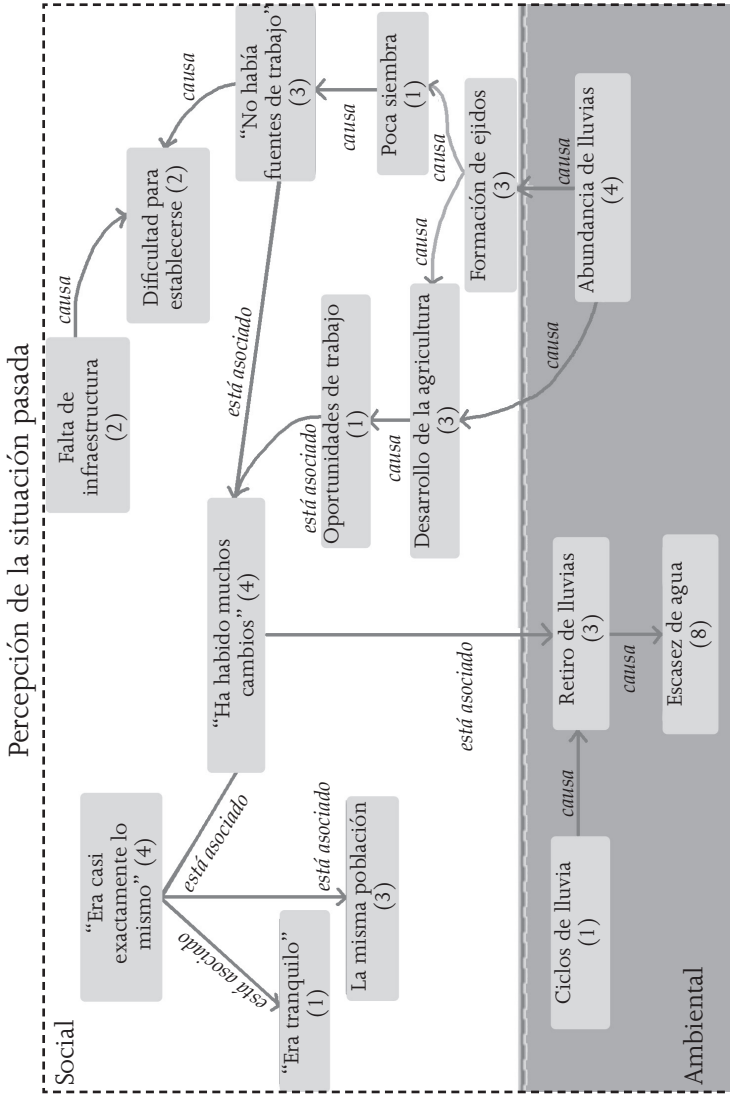 Percepción de la situación pasada
Social
“Era casi
exactamente lo
mismo” (4)
está asociado
está asociado
está asociado
“Era tranquilo”
(1)
La misma población
(3)
“Ha habido muchos
cambios” (4)
está asociado
Falta de
infraestructura
(2)
causa
Dificultad para
establecerse (2)
causa
“No había
fuentes de trabajo”
(3)
está asociado
causa
Poca siembra
(1)
está asociado
Oportunidades de trabajo
(1)
causa
Desarrollo de la agricultura
(3)
causa
causa
Formación de ejidos
(3)
causa
causa
Abundancia de lluvias
(4)
Ciclos de lluvia
(1)
causa
Retiro de lluvias
(3)
causa
Escasez de agua
(8)
Ambiental